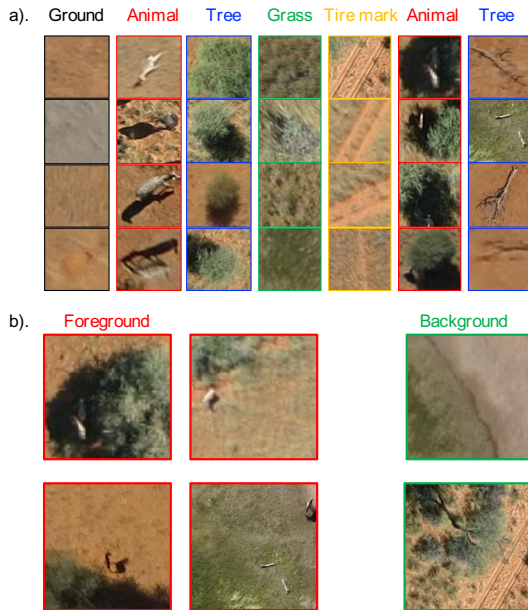 a). Ground Animal Tree Grass Tire mark Animal Tree
b). Foreground Background